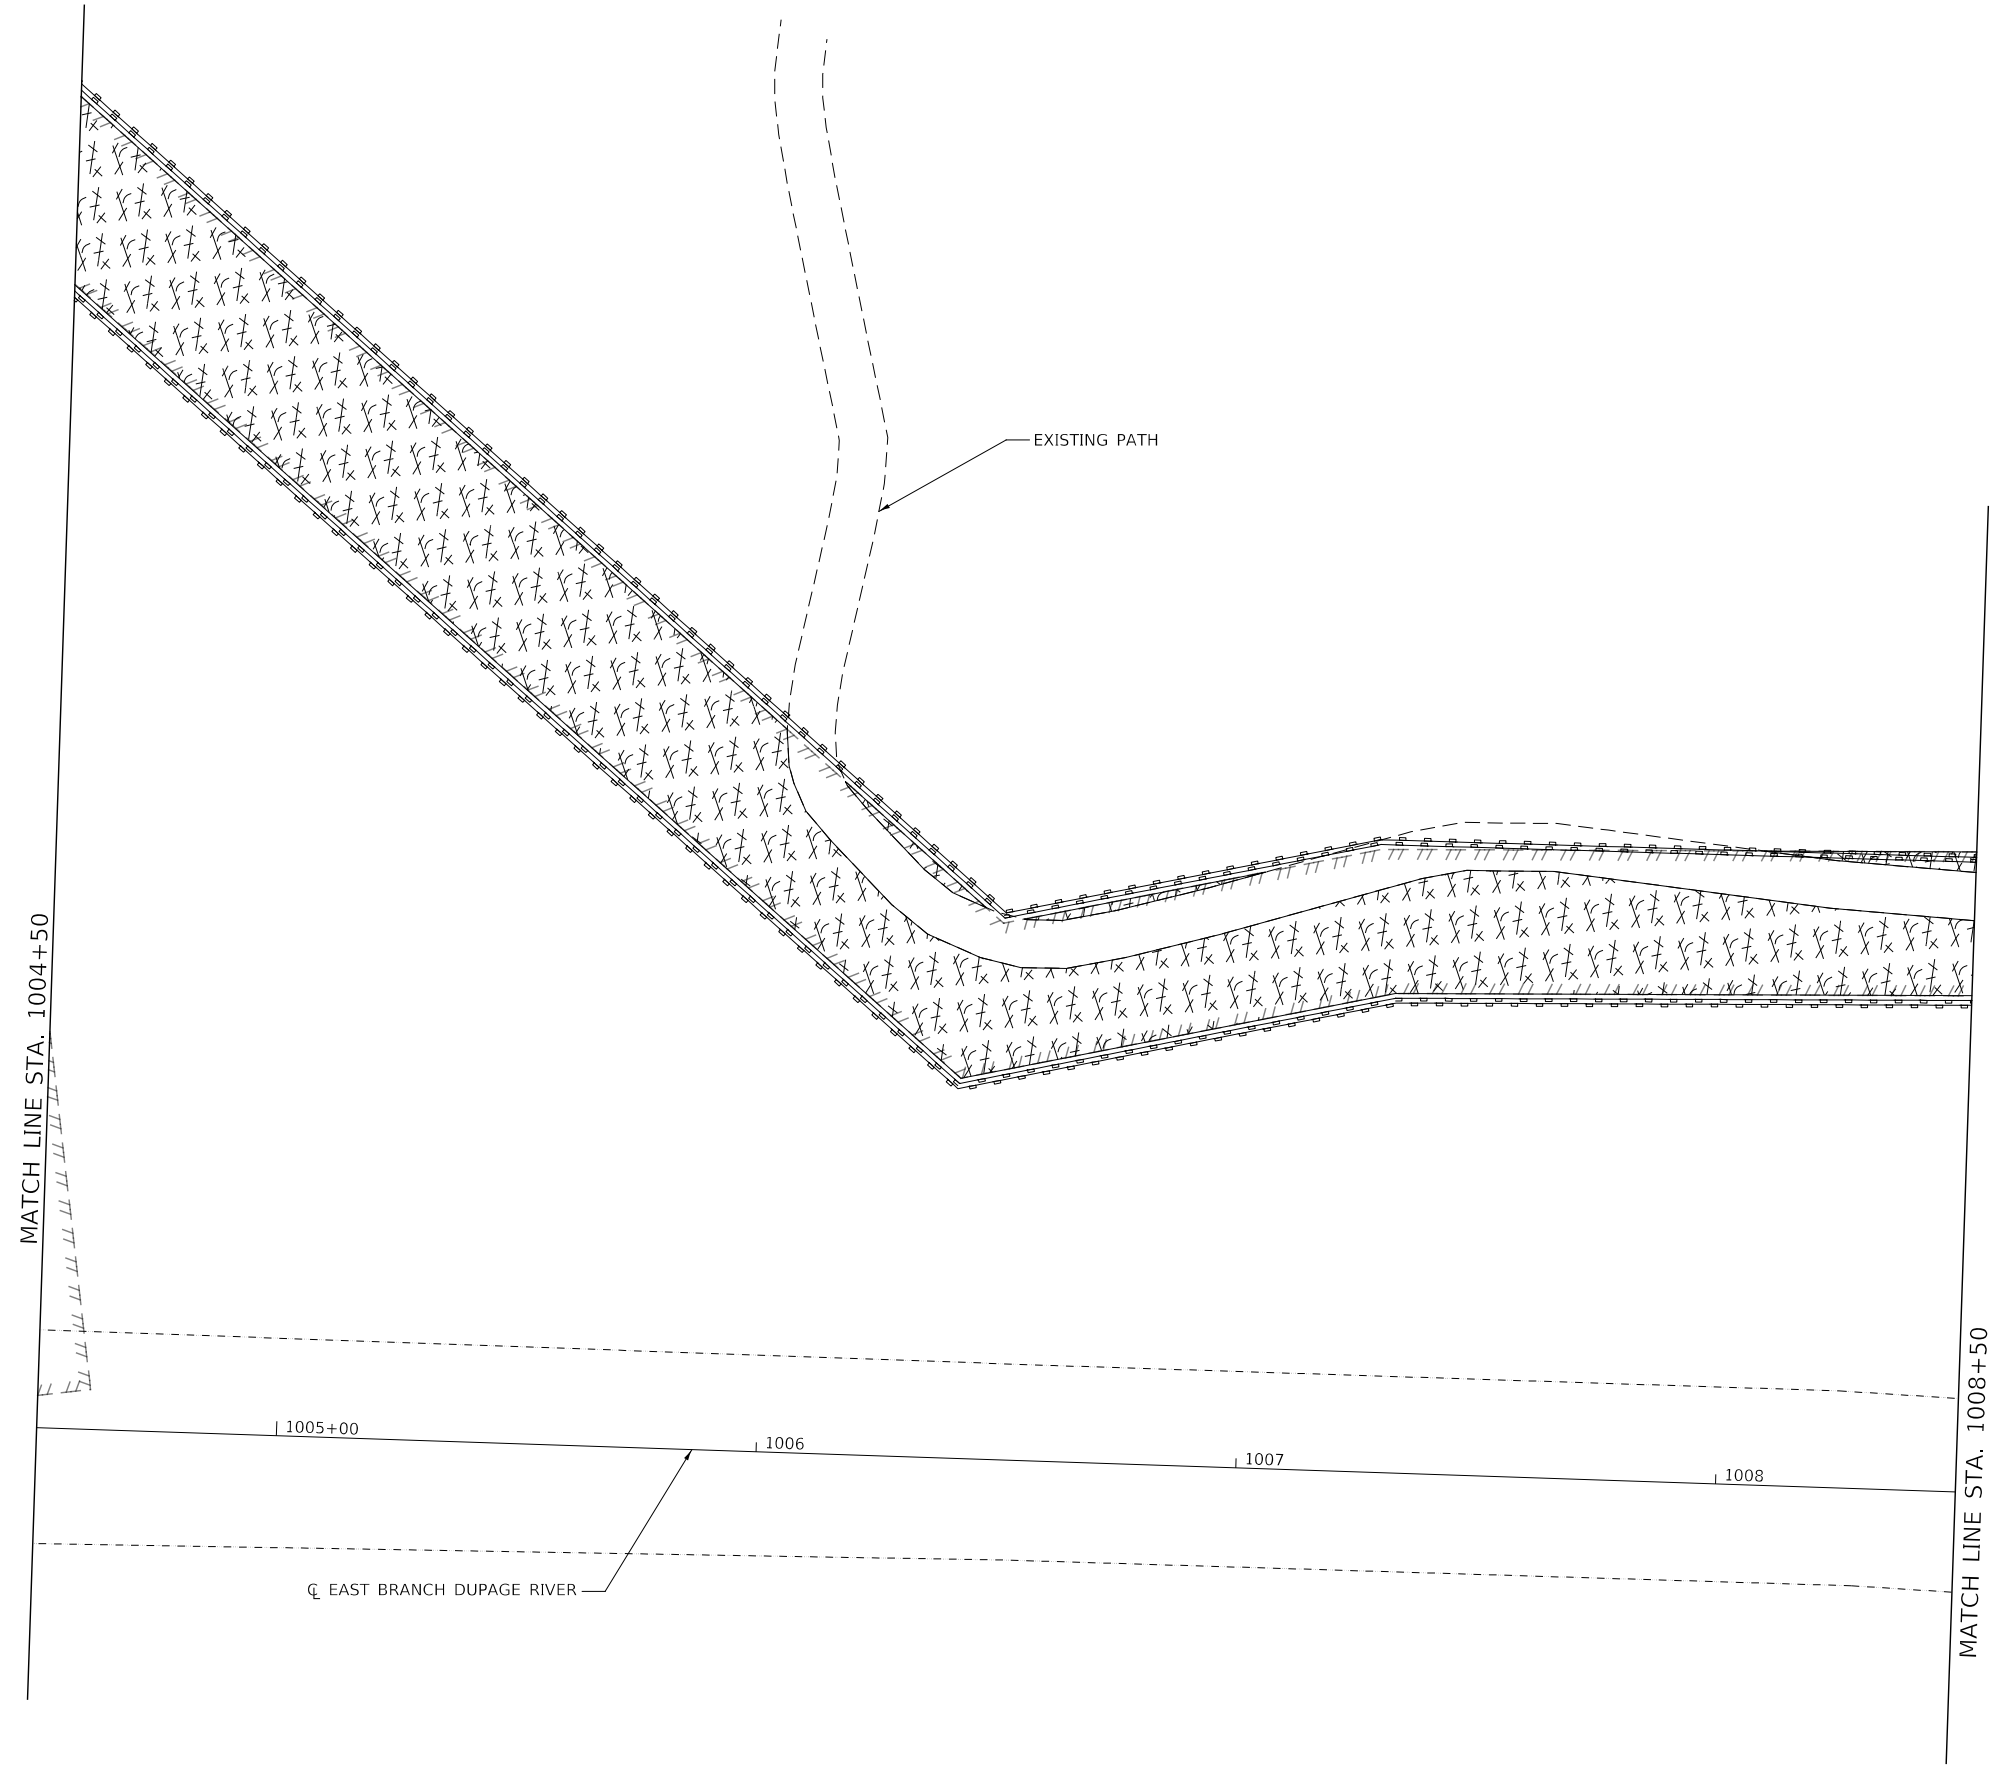 EXISTING PATH
MATCH LINE STA. 1004+50
MATCH LINE STA. 1008+50
1005+00
1006
1007
1008
℄ EAST BRANCH DUPAGE RIVER